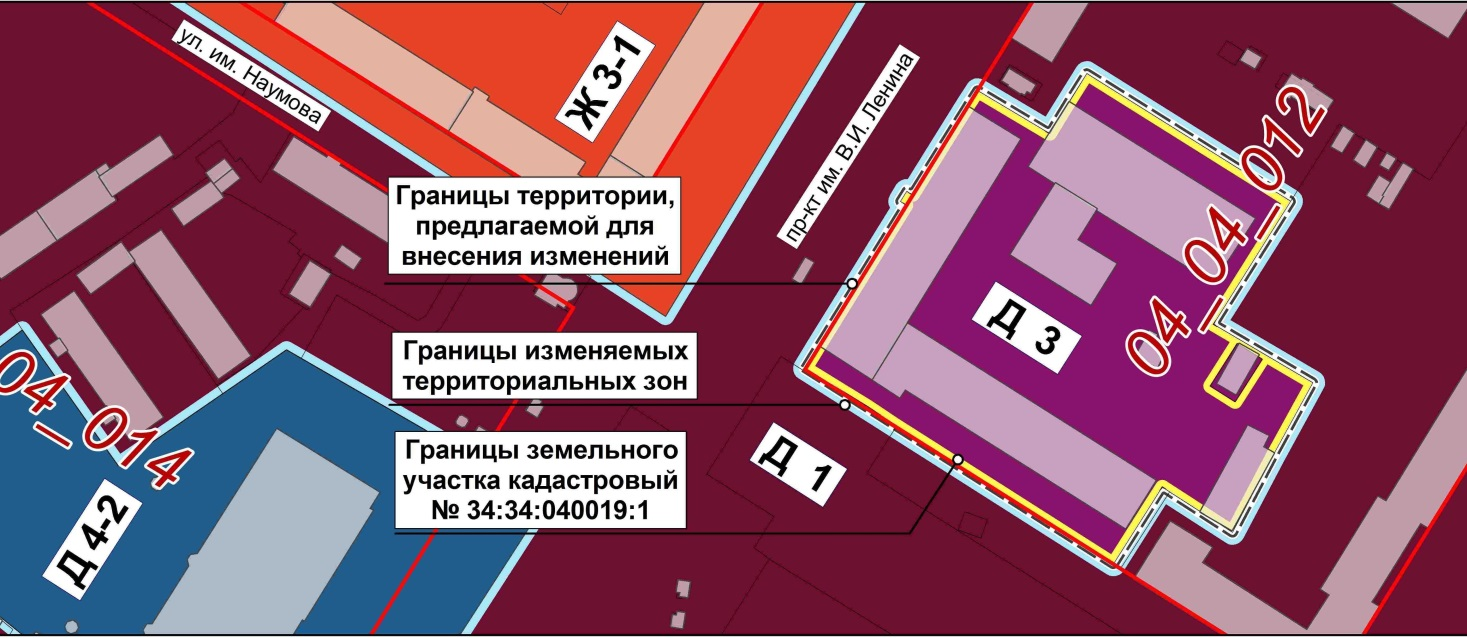 ул. им. Наумова
Ж 3-1
пр-кт им. В.И. Ленина
04_04_012
Границы территории,
предлагаемой для
внесения изменений
Д 3
Границы изменяемых
территориальных зон
04_014
Д 1
Границы земельного
участка кадастровый
№ 34:34:040019:1
Д 4-2